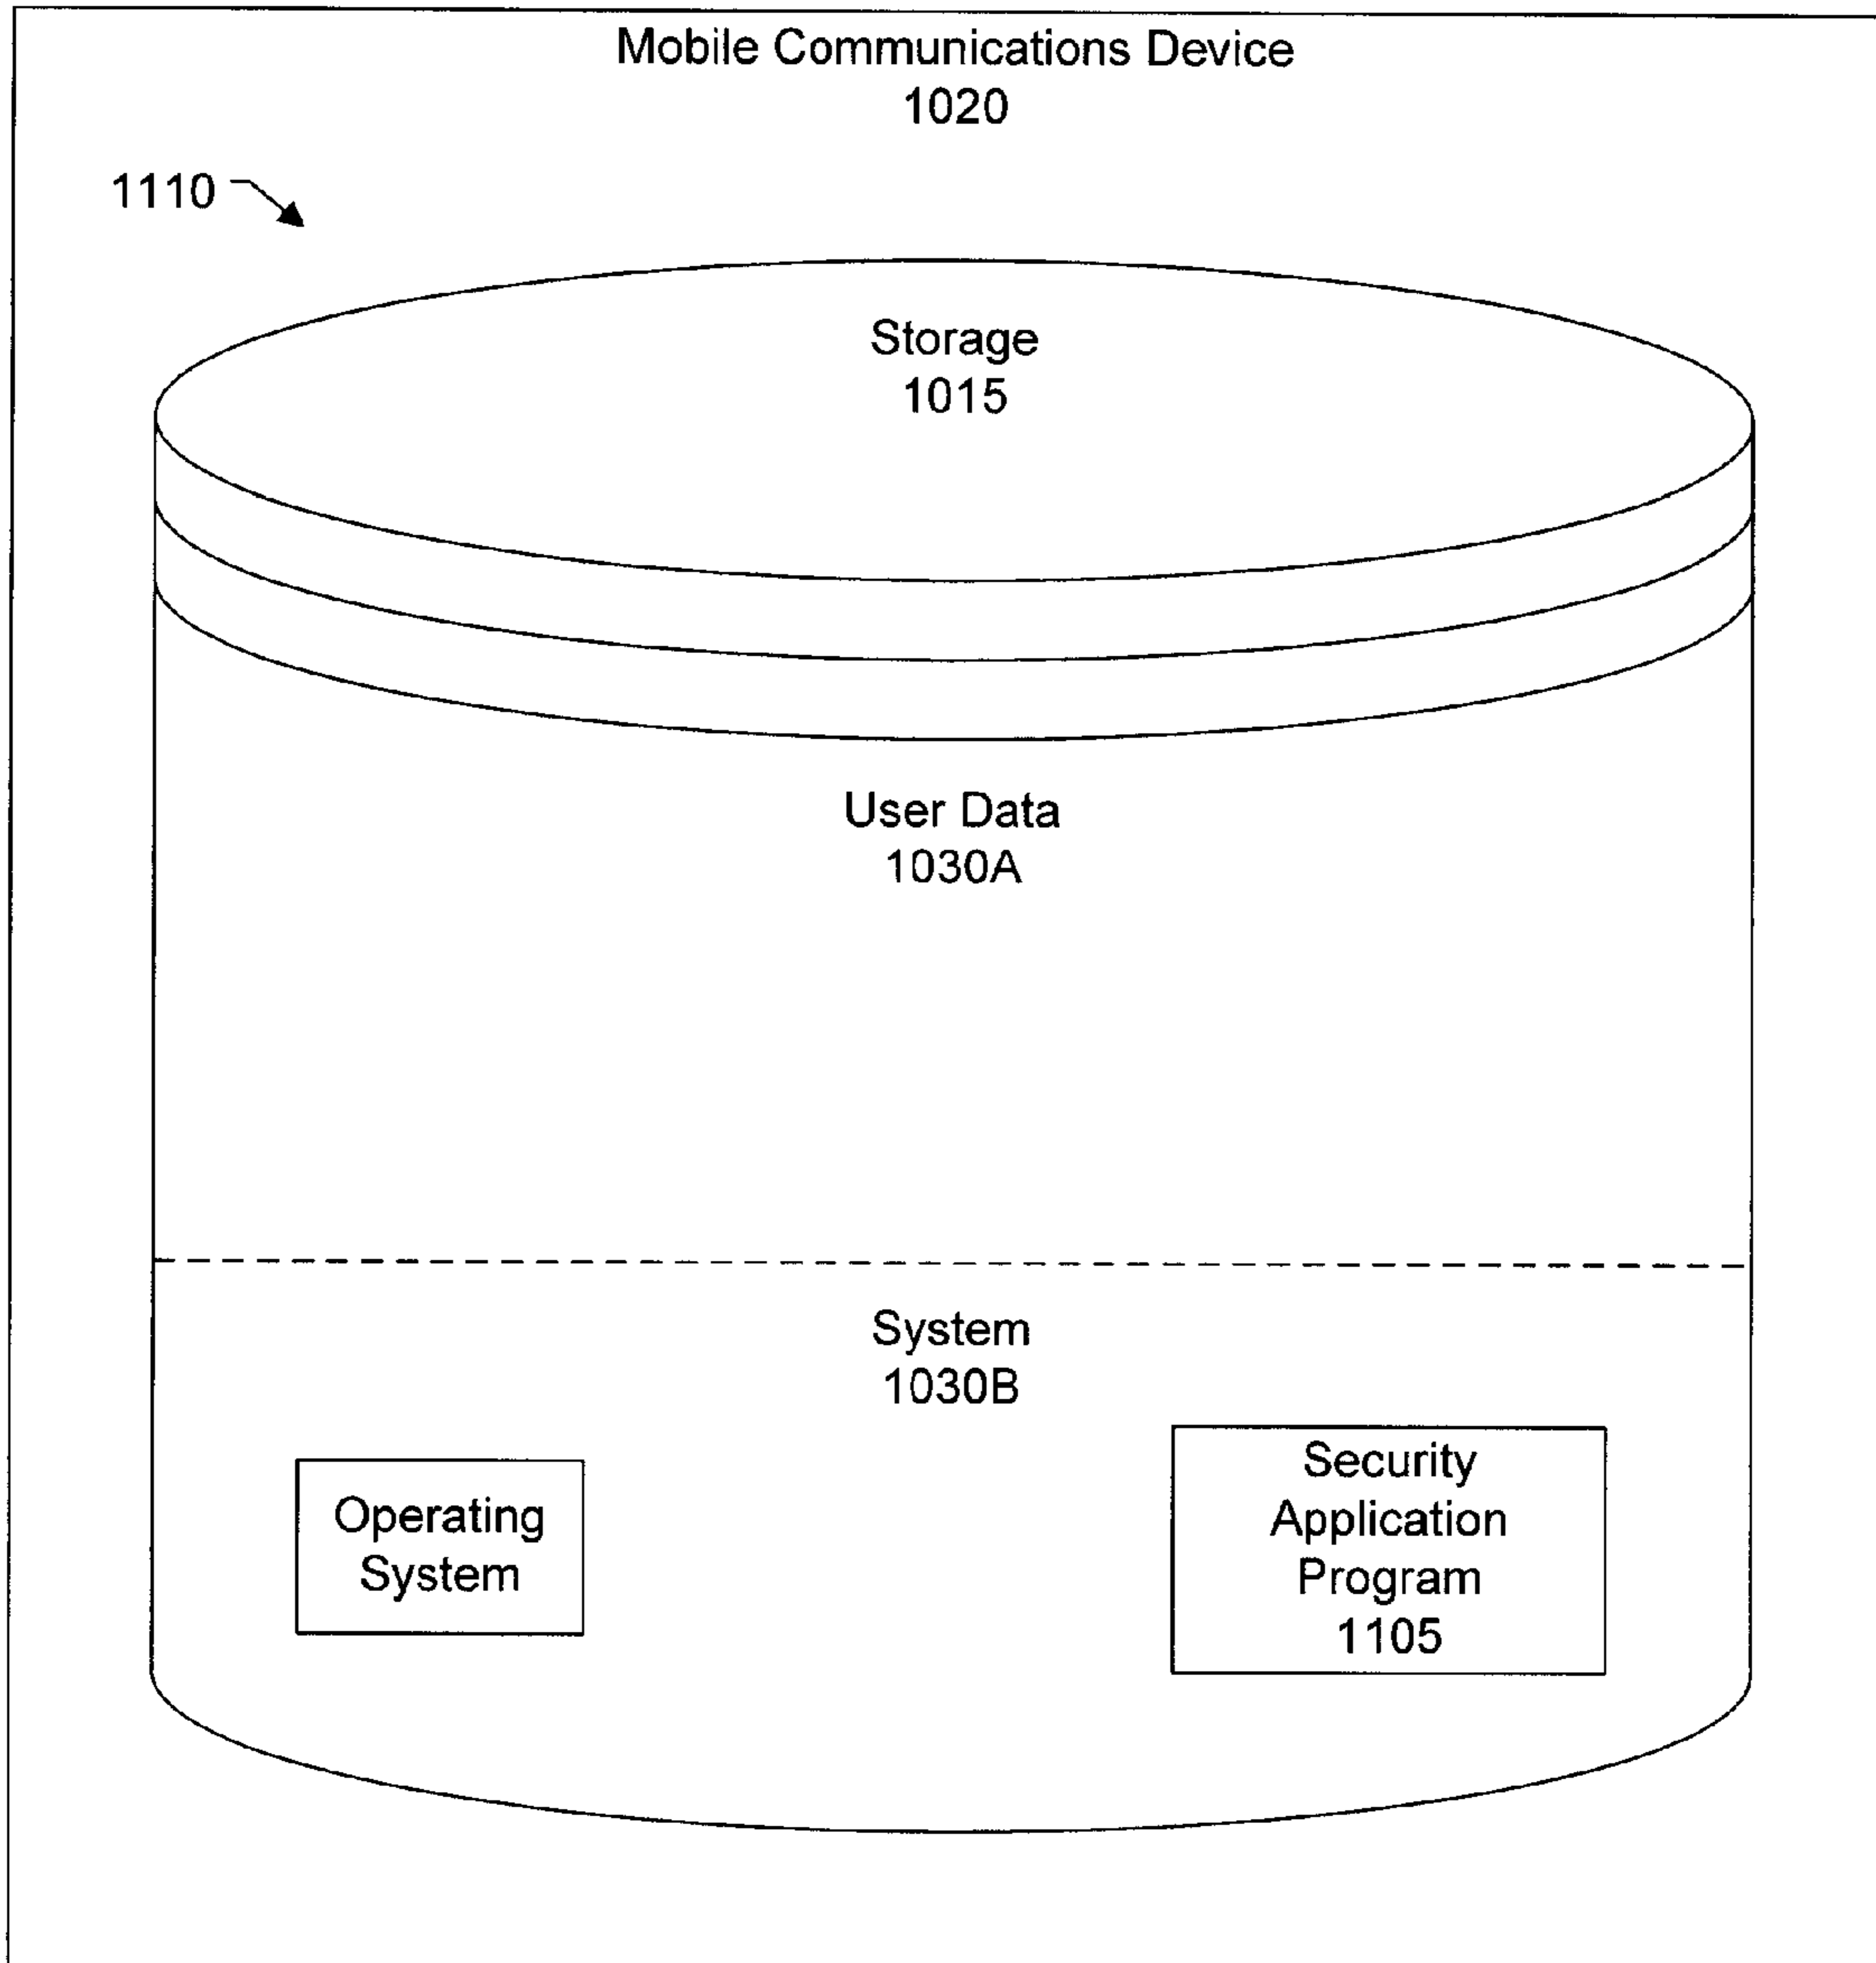 Mobile Communications Device
1020
1110
Storage
1015
User Data
1030A
System
1030B
Operating
System
Security
Application
Program
1105